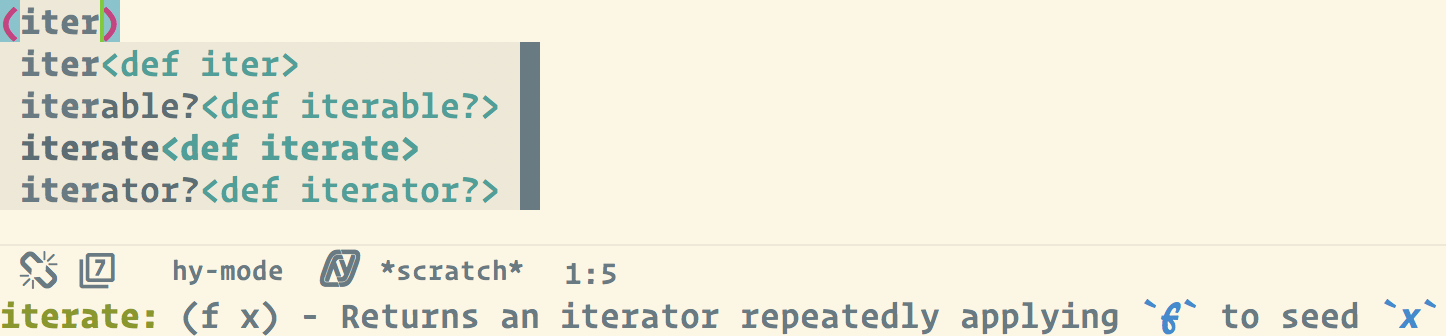 (iter)
iter<def iter>
iterable?<def iterable?>
iterate<def iterate>
iterator?<def iterator?>
7 hy-mode *scratch* 1:5
iterate: (f x) - Returns an iterator repeatedly applying `f` to seed `x`